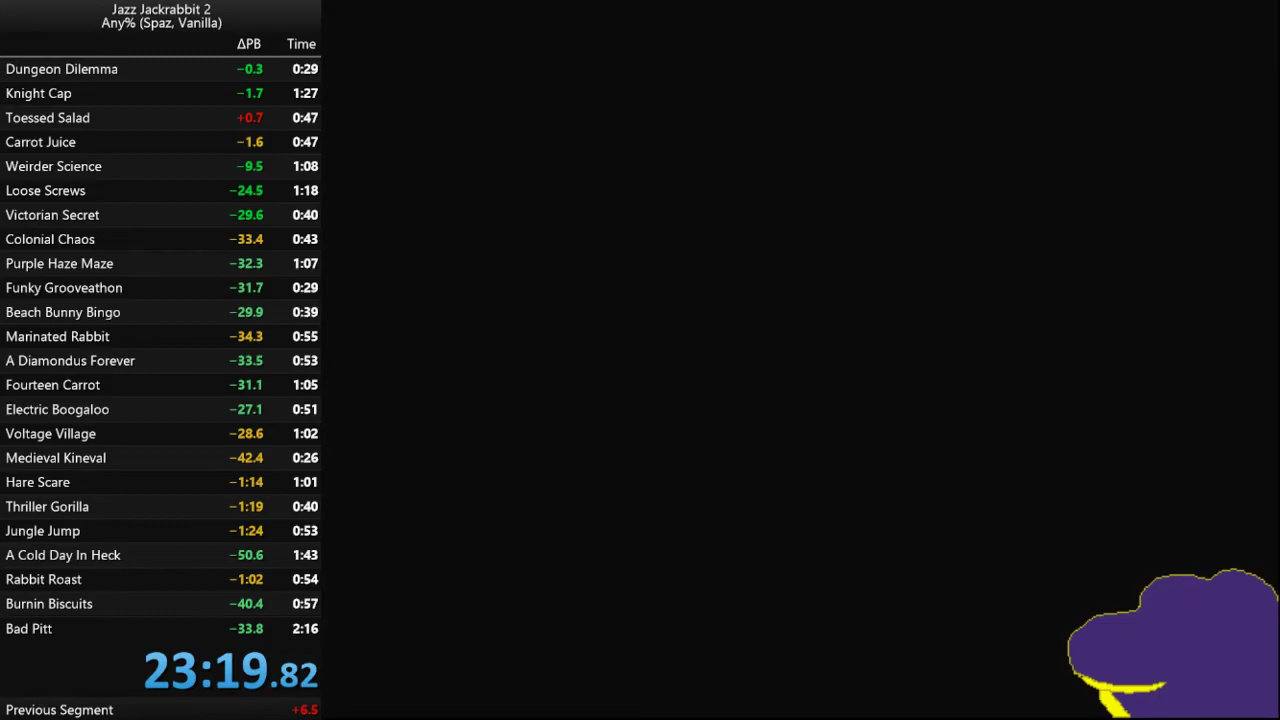 Jazz Jackrabbit 2
Any% (Spaz, Vanilla)
ΔPB Time
Dungeon Dilemma −0.3 0:29
Knight Cap −1.7 1:27
Toessed Salad +0.7 0:47
Carrot Juice −1.6 0:47
Weirder Science −9.5 1:08
Loose Screws −24.5 1:18
Victorian Secret −29.6 0:40
Colonial Chaos −33.4 0:43
Purple Haze Maze −32.3 1:07
Funky Grooveathon −31.7 0:29
Beach Bunny Bingo −29.9 0:39
Marinated Rabbit −34.3 0:55
A Diamondus Forever −33.5 0:53
Fourteen Carrot −31.1 1:05
Electric Boogaloo −27.1 0:51
Voltage Village −28.6 1:02
Medieval Kineval −42.4 0:26
Hare Scare −1:14 1:01
Thriller Gorilla −1:19 0:40
Jungle Jump −1:24 0:53
A Cold Day In Heck −50.6 1:43
Rabbit Roast −1:02 0:54
Burnin Biscuits −40.4 0:57
Bad Pitt −33.8 2:16
23:19.82
Previous Segment +6.5